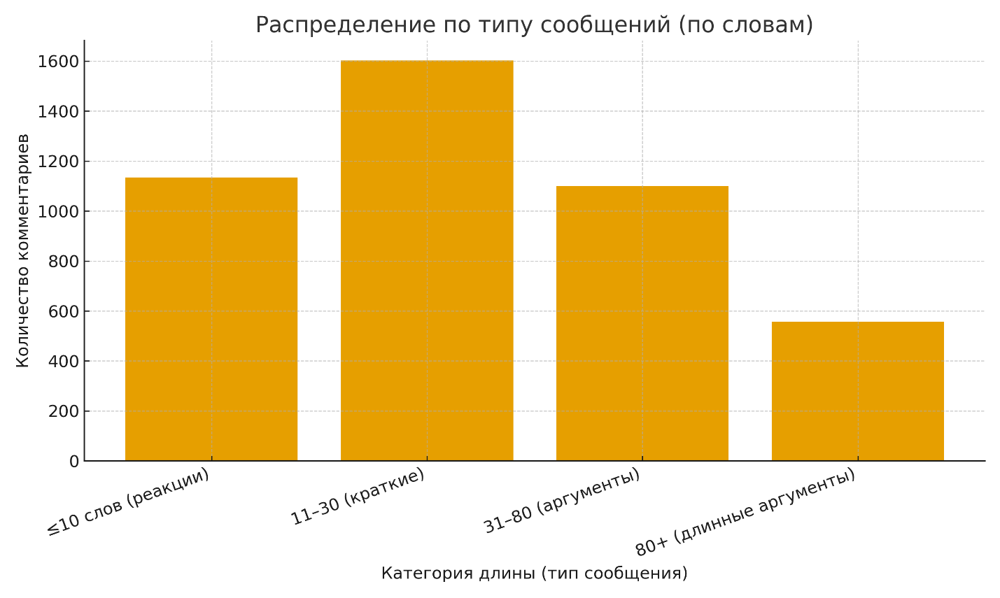 Распределение по типу сообщений (по словам)
Количество комментариев
1600
1400
1200
1000
800
600
400
200
0
≤10 слов (реакции)
11–30 (краткие)
31–80 (аргументы)
80+ (длинные аргументы)
Категория длины (тип сообщения)